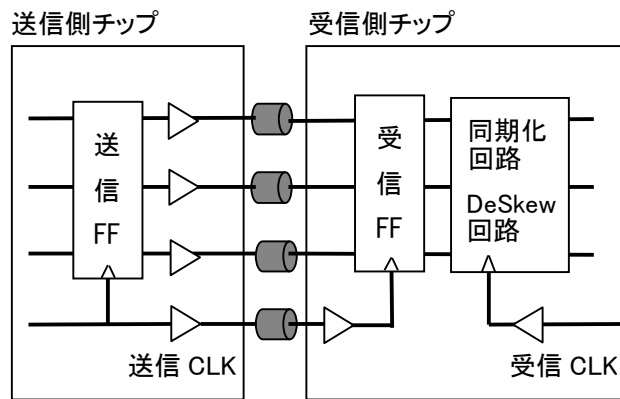 送信側チップ
受信側チップ
送
信
FF
受
信
FF
同期化
回路
DeSkew
回路
送信 CLK
受信 CLK